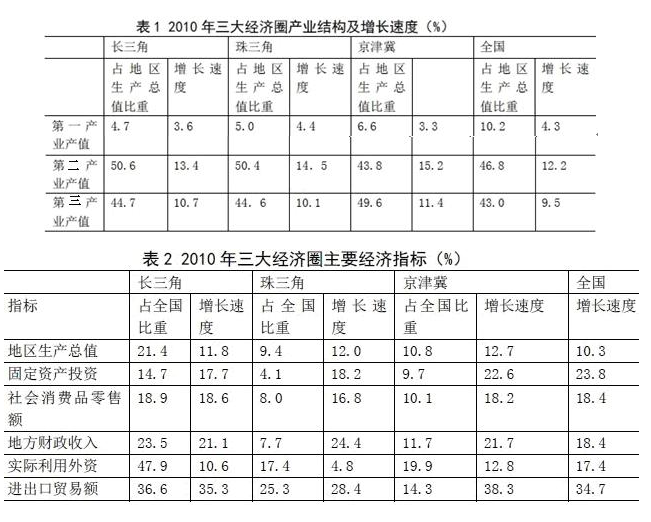 表1 2010年三大经济圈产业结构及增长速度（%）
长三角 珠三角 京津冀 全国
占地区生产总值比重 增长速度 占地区生产总值比重 增长速度 占地区生产总值比重 占地区生产总值比重 增长速度
第一产业产值 4.7 3.6 5.0 4.4 6.6 3.3 10.2 4.3
第二产业产值 50.6 13.4 50.4 14.5 43.8 15.2 46.8 12.2
第三产业产值 44.7 10.7 44.6 10.1 49.6 11.4 43.0 9.5
表2 2010年三大经济圈主要经济指标（%）
长三角 珠三角 京津冀 全国
指标 占全国比重 增长速度 占全国比重 增长速度 占全国比重 增长速度 增长速度
地区生产总值 21.4 11.8 9.4 12.0 10.8 12.7 10.3
固定资产投资 14.7 17.7 4.1 18.2 9.7 22.6 23.8
社会消费品零售额 18.9 18.6 8.0 16.8 10.1 18.2 18.4
地方财政收入 23.5 21.1 7.7 24.4 11.7 21.7 18.4
实际利用外资 47.9 10.6 17.4 4.8 19.9 12.8 17.4
进出口贸易额 36.6 35.3 25.3 28.4 14.3 38.3 34.7